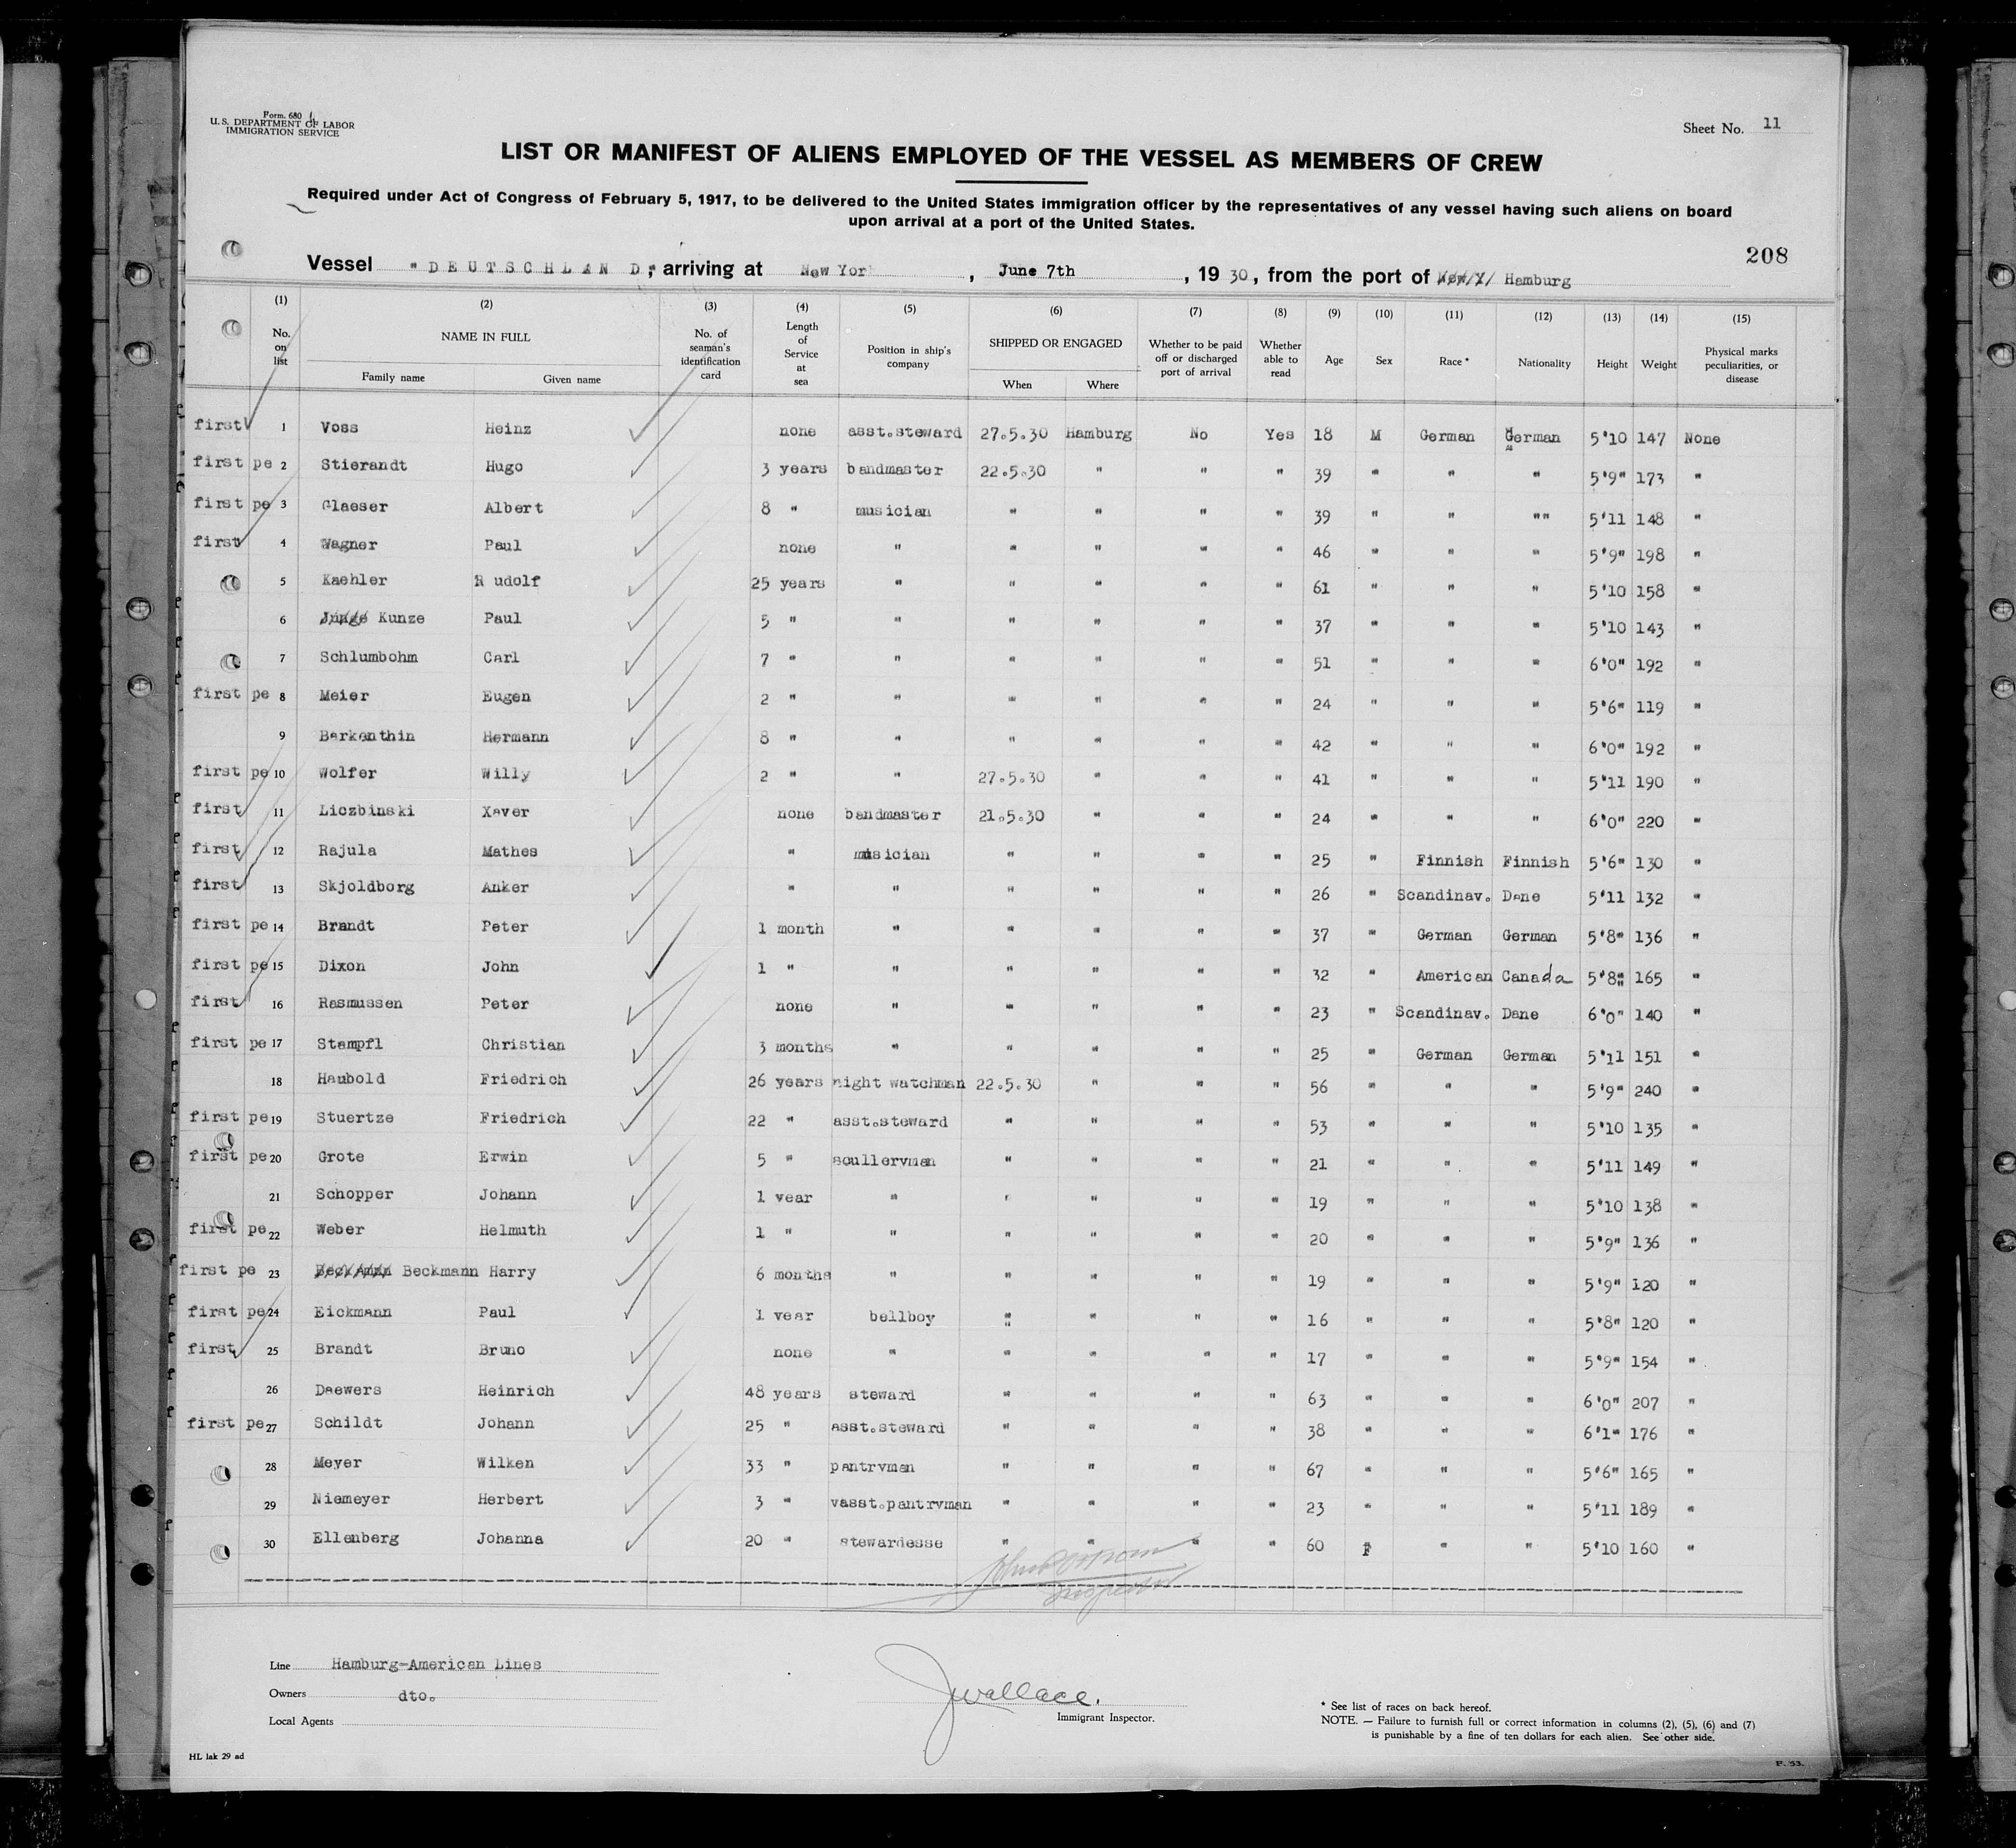 Form. 680
U. S. DEPARTMENT OF LABOR
IMMIGRATION SERVICE
Sheet No. 11
LIST OR MANIFEST OF ALIENS EMPLOYED OF THE VESSEL AS MEMBERS OF CREW
Required under Act of Congress of February 5, 1917, to be delivered to the United States immigration officer by the representatives of any vessel having such aliens on board
upon arrival at a port of the United States.
208
Vessel "DEUTSCHLAND", arriving at New Yor , June 7th , 19 30, from the port of Hamburg
(1) (2) (3) (4) (5) (6) (7) (8) (9) (10) (11) (12) (13) (14) (15)
No. on list NAME IN FULL Family name Given name No. of seaman's identification card Length of Service at sea Position in ship's company SHIPPED OR ENGAGED When Where Whether to be paid off or discharged port of arrival Whether able to read Age Sex Race * Nationality Height Weight Physical marks peculiarities, or disease
first 1 Voss Heinz none asst.steward 27.5.30 Hamburg No Yes 18 M German German 5'10 147 None
first pe 2 Stierandt Hugo 3 years bandmaster 22.5.30 " " " 39 " " " 5'9" 173 "
first pe 3 Glaeser Albert 8 " musician " " " " 39 " " "" 5'11 148 "
first 4 Wagner Paul none " " " " " 46 " " " 5'9" 198 "
5 Kaehler R udolf 25 years " " " " " 61 " " " 5'10 158 "
6 Junge Kunze Paul 5 " " " " " " 37 " " " 5'10 143 "
7 Schlumbohm Carl 7 " " " " " " 51 " " " 6'0" 192 "
first pe 8 Meier Eugen 2 " " " " " " 24 " " " 5'6" 119 "
9 Barkenthin Hermann 8 " " " " " " 42 " " " 6'0" 192 "
first pe 10 Wolfer Willy 2 " " 27.5.30 " " " 41 " " " 5'11 190 "
first 11 Liczbinski Xaver none bandmaster 21.5.30 " " " 24 " " " 6'0" 220 "
first 12 Rajula Mathes " musician " " " " 25 " Finnish Finnish 5'6" 130 "
first 13 Skjoldborg Anker " " " " " " 26 " Scandinav. Dane 5'11 132 "
first pe 14 Brandt Peter 1 month " " " " " 37 " German German 5'8" 136 "
first pe 15 Dixon John 1 " " " " " " 32 " American Canada 5'8" 165 "
first 16 Rasmussen Peter none " " " " " 23 " Scandinav. Dane 6'0" 140 "
first pe 17 Stampfl Christian 3 months " " " " " 25 " German German 5'11 151 "
18 Haubold Friedrich 26 years night watchman 22.5.30 " " " 56 " " " 5'9" 240 "
first pe 19 Stuertze Friedrich 22 " asst.steward " " " " 53 " " " 5'10 135 "
first pe 20 Grote Erwin 5 " scullervman " " " " 21 " " " 5'11 149 "
21 Schopper Johann 1 vear " " " " " 19 " " " 5'10 138 "
first pe 22 Weber Helmuth 1 " " " " " " 20 " " " 5'9" 136 "
first pe 23 Beckmann Harry 6 months " " " " " 19 " " " 5'9" 120 "
first pe 24 Eickmann Paul 1 vear bellboy " " " " 16 " " " 5'8" 120 "
first 25 Brandt Bruno none " " " " " 17 " " " 5'9" 154 "
26 Daewers Heinrich 48 years steward " " " " 63 " " " 6'0" 207 "
first pe 27 Schildt Johann 25 " asst.steward " " " " 38 " " " 6'1" 176 "
28 Meyer Wilken 33 " pantrvman " " " " 67 " " " 5'6" 165 "
29 Niemeyer Herbert 3 " vasst.pantrvman " " " " 23 " " " 5'11 189 "
30 Ellenberg Johanna 20 " stewardesse " " " " 60 F " " 5'10 160 "
Inspector
Line Hamburg-American Lines
Owners dto.
Local Agents
JWallace.
Immigrant Inspector.
* See list of races on back hereof.
NOTE. — Failure to furnish full or correct information in columns (2), (5), (6) and (7)
is punishable by a fine of ten dollars for each alien. See other side.
HL lak 29 ad
P. 53.